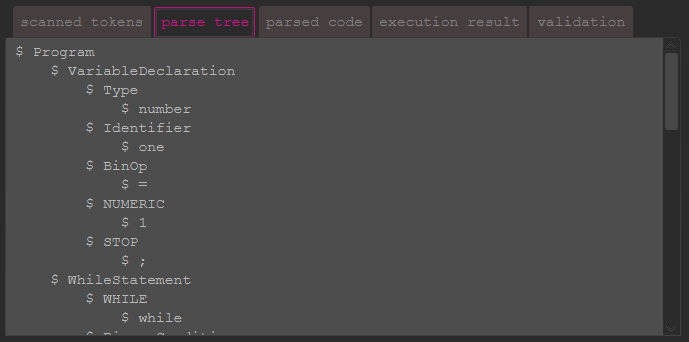 scanned tokens parse tree parsed code execution result validation
$ Program
$ VariableDeclaration
$ Type
$ number
$ Identifier
$ one
$ BinOp
$ =
$ NUMERIC
$ 1
$ STOP
$ ;
$ WhileStatement
$ WHILE
$ while